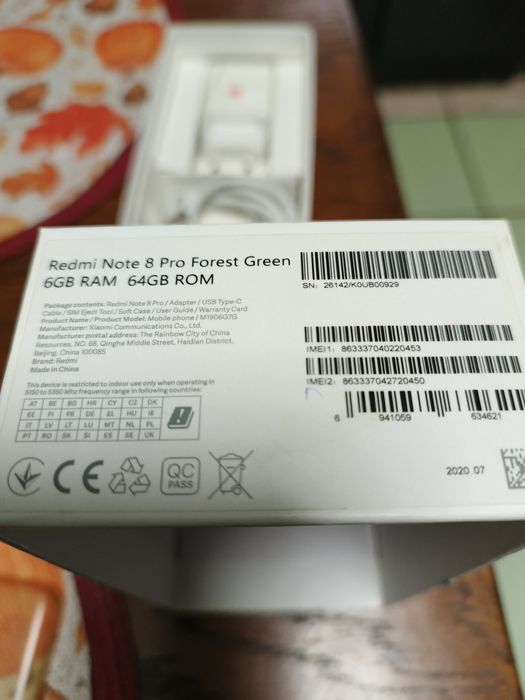 Redmi Note 8 Pro Forest Green
6GB RAM 64GB ROM
Package contents: Redmi Note 8 Pro / Adapter / USB Type-C
Cable / SIM Eject Tool / Soft Case / User Guide / Warranty Card
Product Name / Product Model: Mobile phone / M1906G7G
Manufacturer: Xiaomi Communications Co., Ltd.
Manufacturer postal address: The Rainbow City of China
Resources, NO. 68, Qinghe Middle Street, Haidian District,
Beijing, China 100085
Brand: Redmi
Made in China
This device is restricted to indoor use only when operating in
5150 to 5350 Mhz frequency range in following countries:
AT BE BG HR CY CZ DK
EE FI FR DE EL HU IE
IT LV LT LU MT NL PL
PT RO SK SI ES SE UK
CE
QC
PASS
SN: 26142/K0UB00929
IMEI1: 863337040220453
IMEI2: 863337042720450
6 941059 634621
2020.07